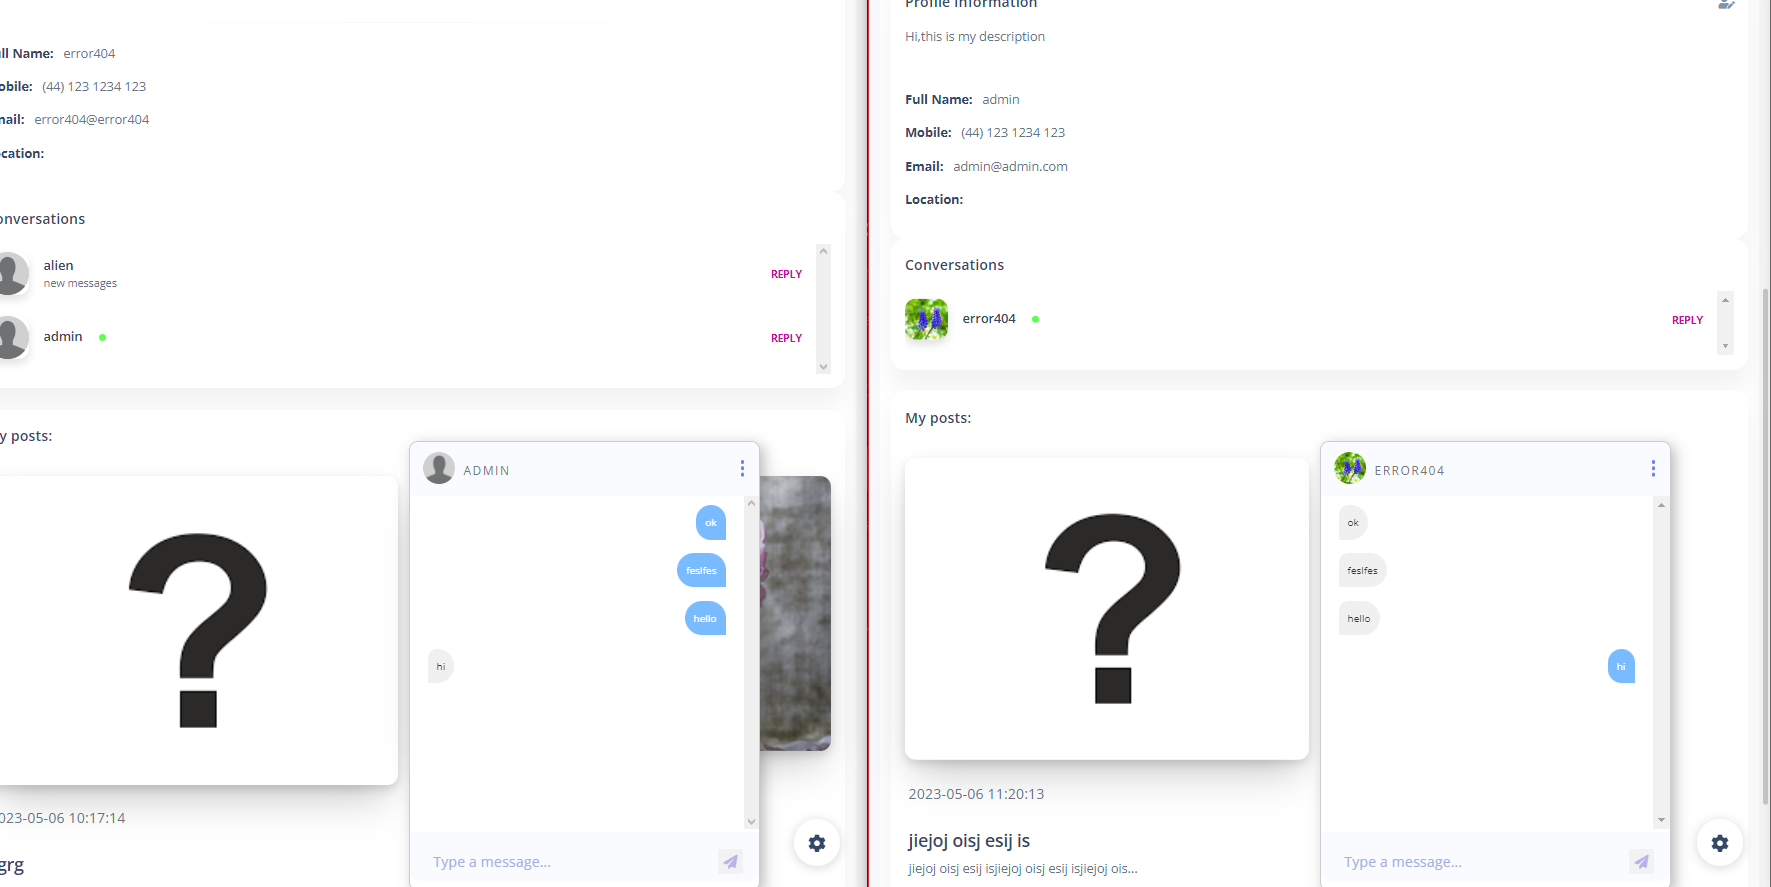 ll Name: error404
obile: (44) 123 1234 123
nail: error404@error404
cation:
onversations
alien
new messages
REPLY
admin
REPLY
y posts:
ADMIN
ok
feslfes
hello
hi
Type a message...
023-05-06 10:17:14
grg
Profile Information
Hi,this is my description
Full Name: admin
Mobile: (44) 123 1234 123
Email: admin@admin.com
Location:
Conversations
error404
REPLY
My posts:
?
ERROR404
ok
feslfes
hello
hi
Type a message...
2023-05-06 11:20:13
jiejoj oisj esij is
jiejoj oisj esij isjiejoj oisj esij isjiejoj ois...